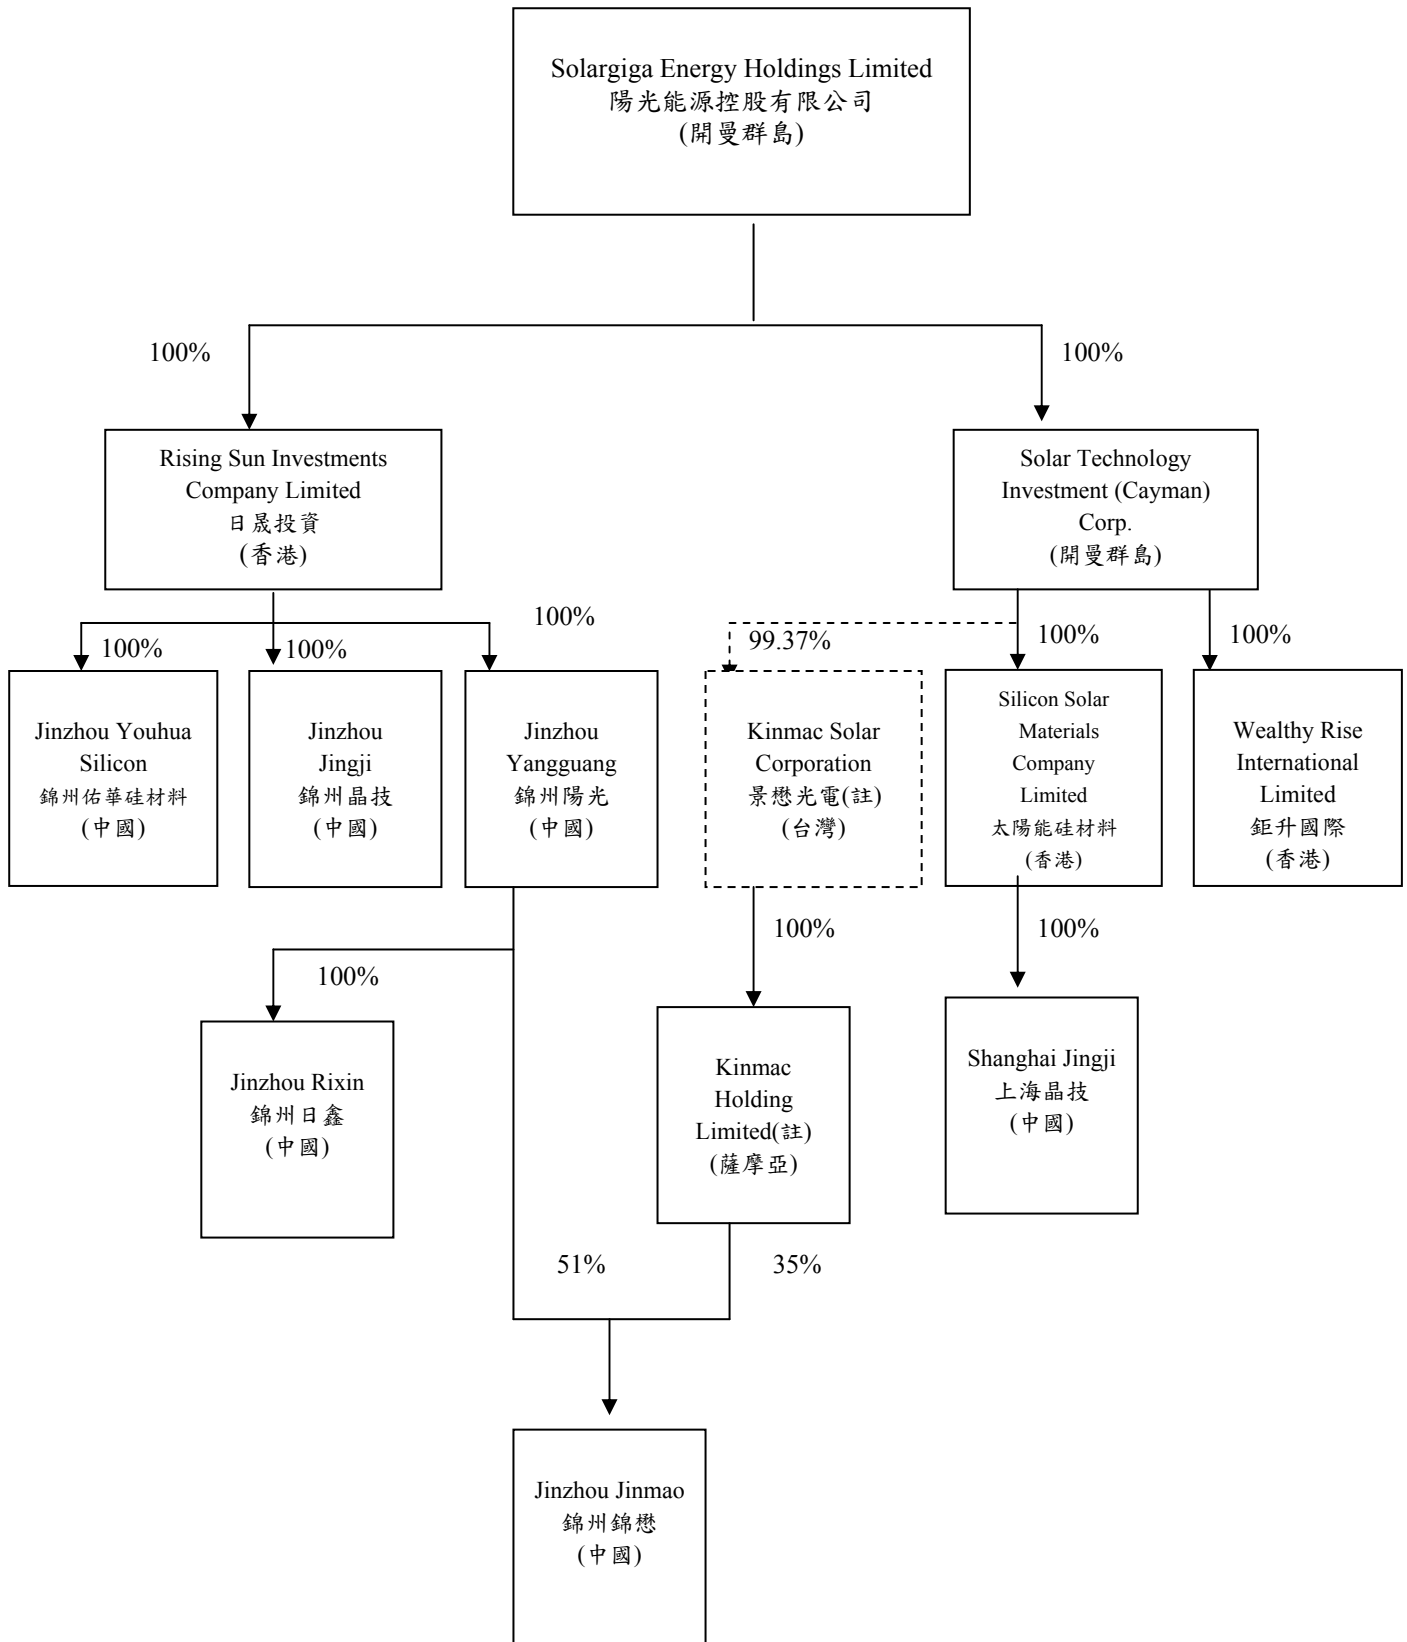 Solargiga Energy Holdings Limited
陽光能源控股有限公司
(開曼群島)
100%
100%
Rising Sun Investments
Company Limited
日晟投資
(香港)
Solar Technology
Investment (Cayman)
Corp.
(開曼群島)
100%
100%
100%
99.37%
100%
100%
Jinzhou Youhua
Silicon
錦州佑華硅材料
(中國)
Jinzhou
Jingji
錦州晶技
(中國)
Jinzhou
Yangguang
錦州陽光
(中國)
Kinmac Solar
Corporation
景懋光電(註)
(台灣)
Silicon Solar
Materials
Company
Limited
太陽能硅材料
(香港)
Wealthy Rise
International
Limited
鉅升國際
(香港)
100%
100%
100%
Jinzhou Rixin
錦州日鑫
(中國)
Kinmac
Holding
Limited(註)
(薩摩亞)
Shanghai Jingji
上海晶技
(中國)
51%
35%
Jinzhou Jinmao
錦州錦懋
(中國)